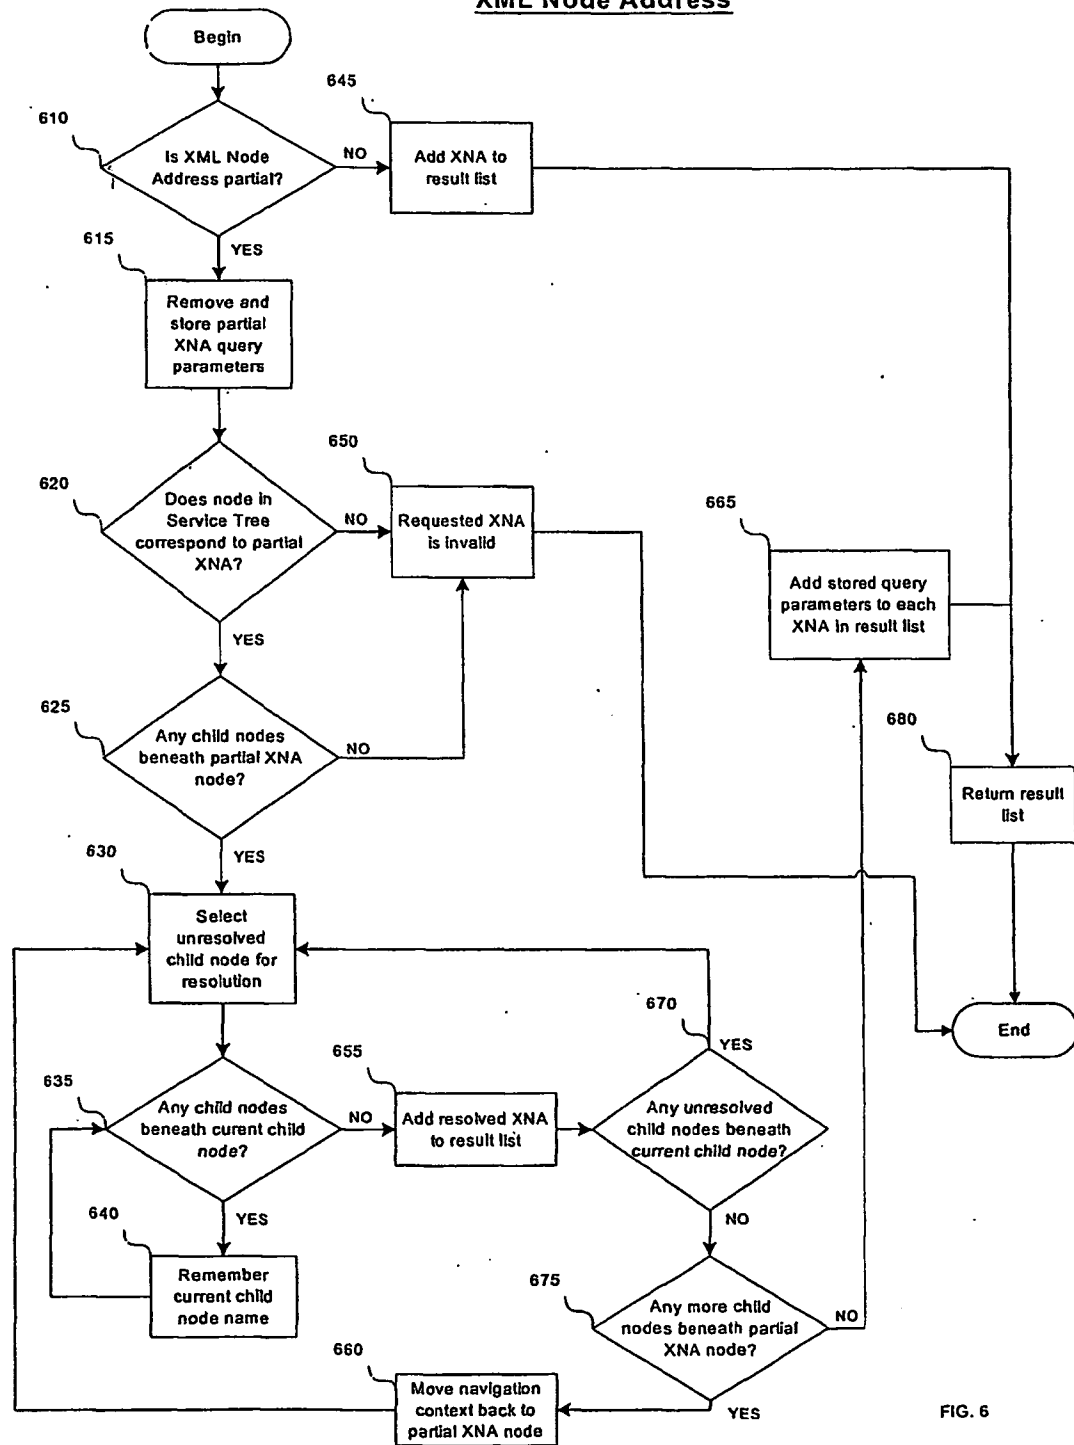 XML Node Address
Begin
645
610
Is XML Node
Address partial?
NO
Add XNA to
result list
YES
615
Remove and
store partial
XNA query
parameters
650
620
Does node in
Service Tree
correspond to partial
XNA?
NO
Requested XNA
is invalid
665
Add stored query
parameters to each
XNA in result list
YES
625
Any child nodes
beneath partial XNA
node?
NO
680
Return result
list
YES
630
Select
unresolved
child node for
resolution
670
YES
End
655
635
Any child nodes
beneath curent child
node?
NO
Add resolved XNA
to result list
Any unresolved
child nodes beneath
current child node?
YES
NO
640
Remember
current child
node name
675
Any more child
nodes beneath partial
XNA node?
NO
660
Move navigation
context back to
partial XNA node
YES
FIG. 6